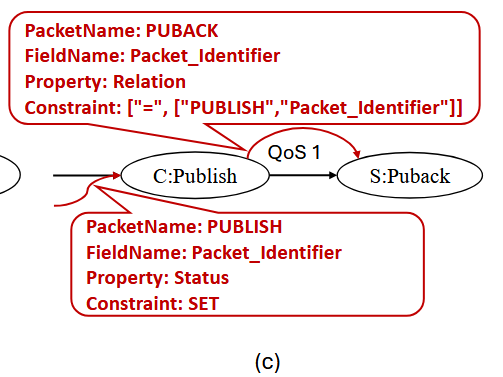 PacketName: PUBACK
FieldName: Packet_Identifier
Property: Relation
Constraint: ["=", ["PUBLISH","Packet_Identifier"]]
QoS 1
C:Publish
S:Puback
PacketName: PUBLISH
FieldName: Packet_Identifier
Property: Status
Constraint: SET
(c)